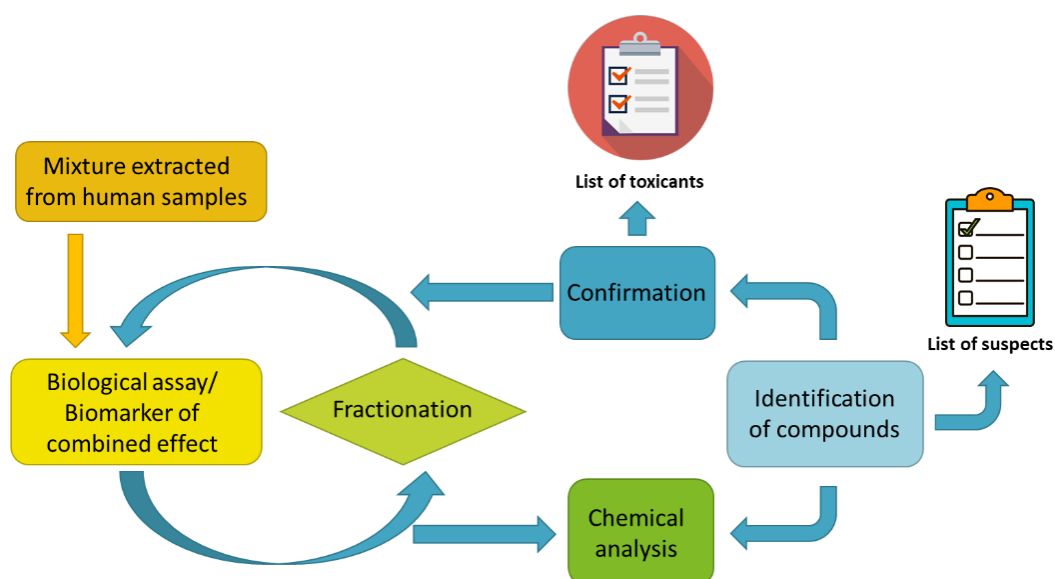 List of toxicants
Mixture extracted
from human samples
Confirmation
List of suspects
Biological assay/
Biomarker of
combined effect
Fractionation
Identification
of compounds
Chemical
analysis